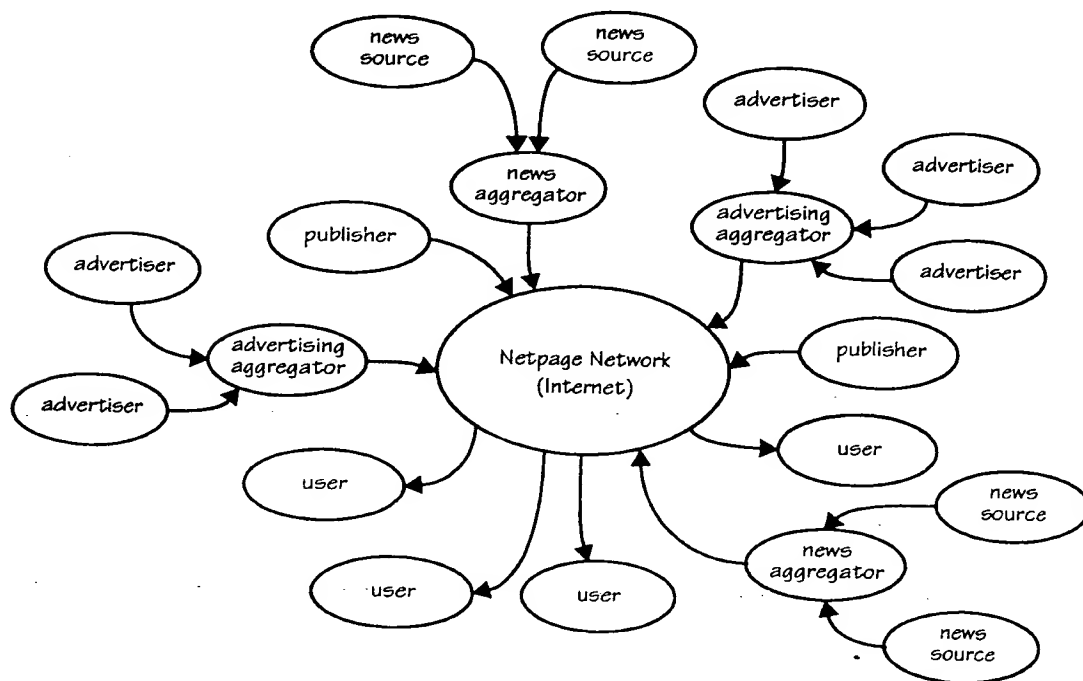 news
source
news
source
advertiser
advertiser
news
aggregator
advertising
aggregator
publisher
advertiser
advertiser
advertising
aggregator
Netpage Network
(Internet)
publisher
advertiser
user
user
news
source
news
aggregator
user
user
news
source